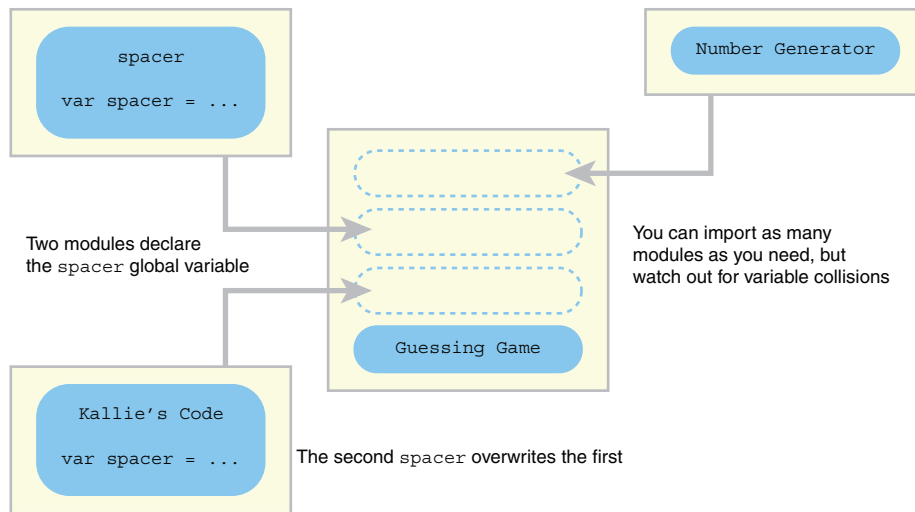 spacer
var spacer = ...
Number Generator
Two modules declare
the spacer global variable
You can import as many
modules as you need, but
watch out for variable collisions
Guessing Game
Kallie's Code
var spacer = ...
The second spacer overwrites the first